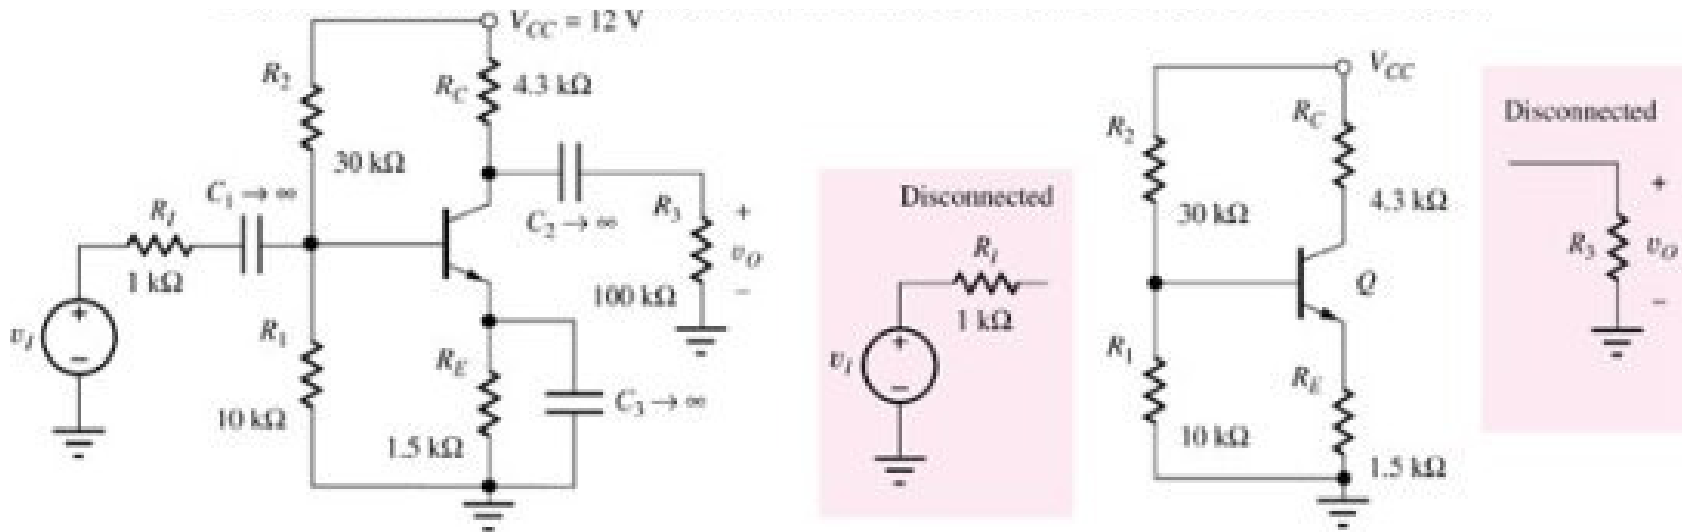 V_CC = 12 V
R_2
R_C
4.3 kΩ
30 kΩ
C_1 → ∞
R_I
1 kΩ
C_2 → ∞
R_3
+
v_O
−
100 kΩ
+
v_I
−
R_1
10 kΩ
R_E
1.5 kΩ
C_3 → ∞
Disconnected
R_I
1 kΩ
+
v_I
−
V_CC
R_2
R_C
30 kΩ
4.3 kΩ
Q
R_1
R_E
10 kΩ
1.5 kΩ
Disconnected
R_3
+
v_O
−